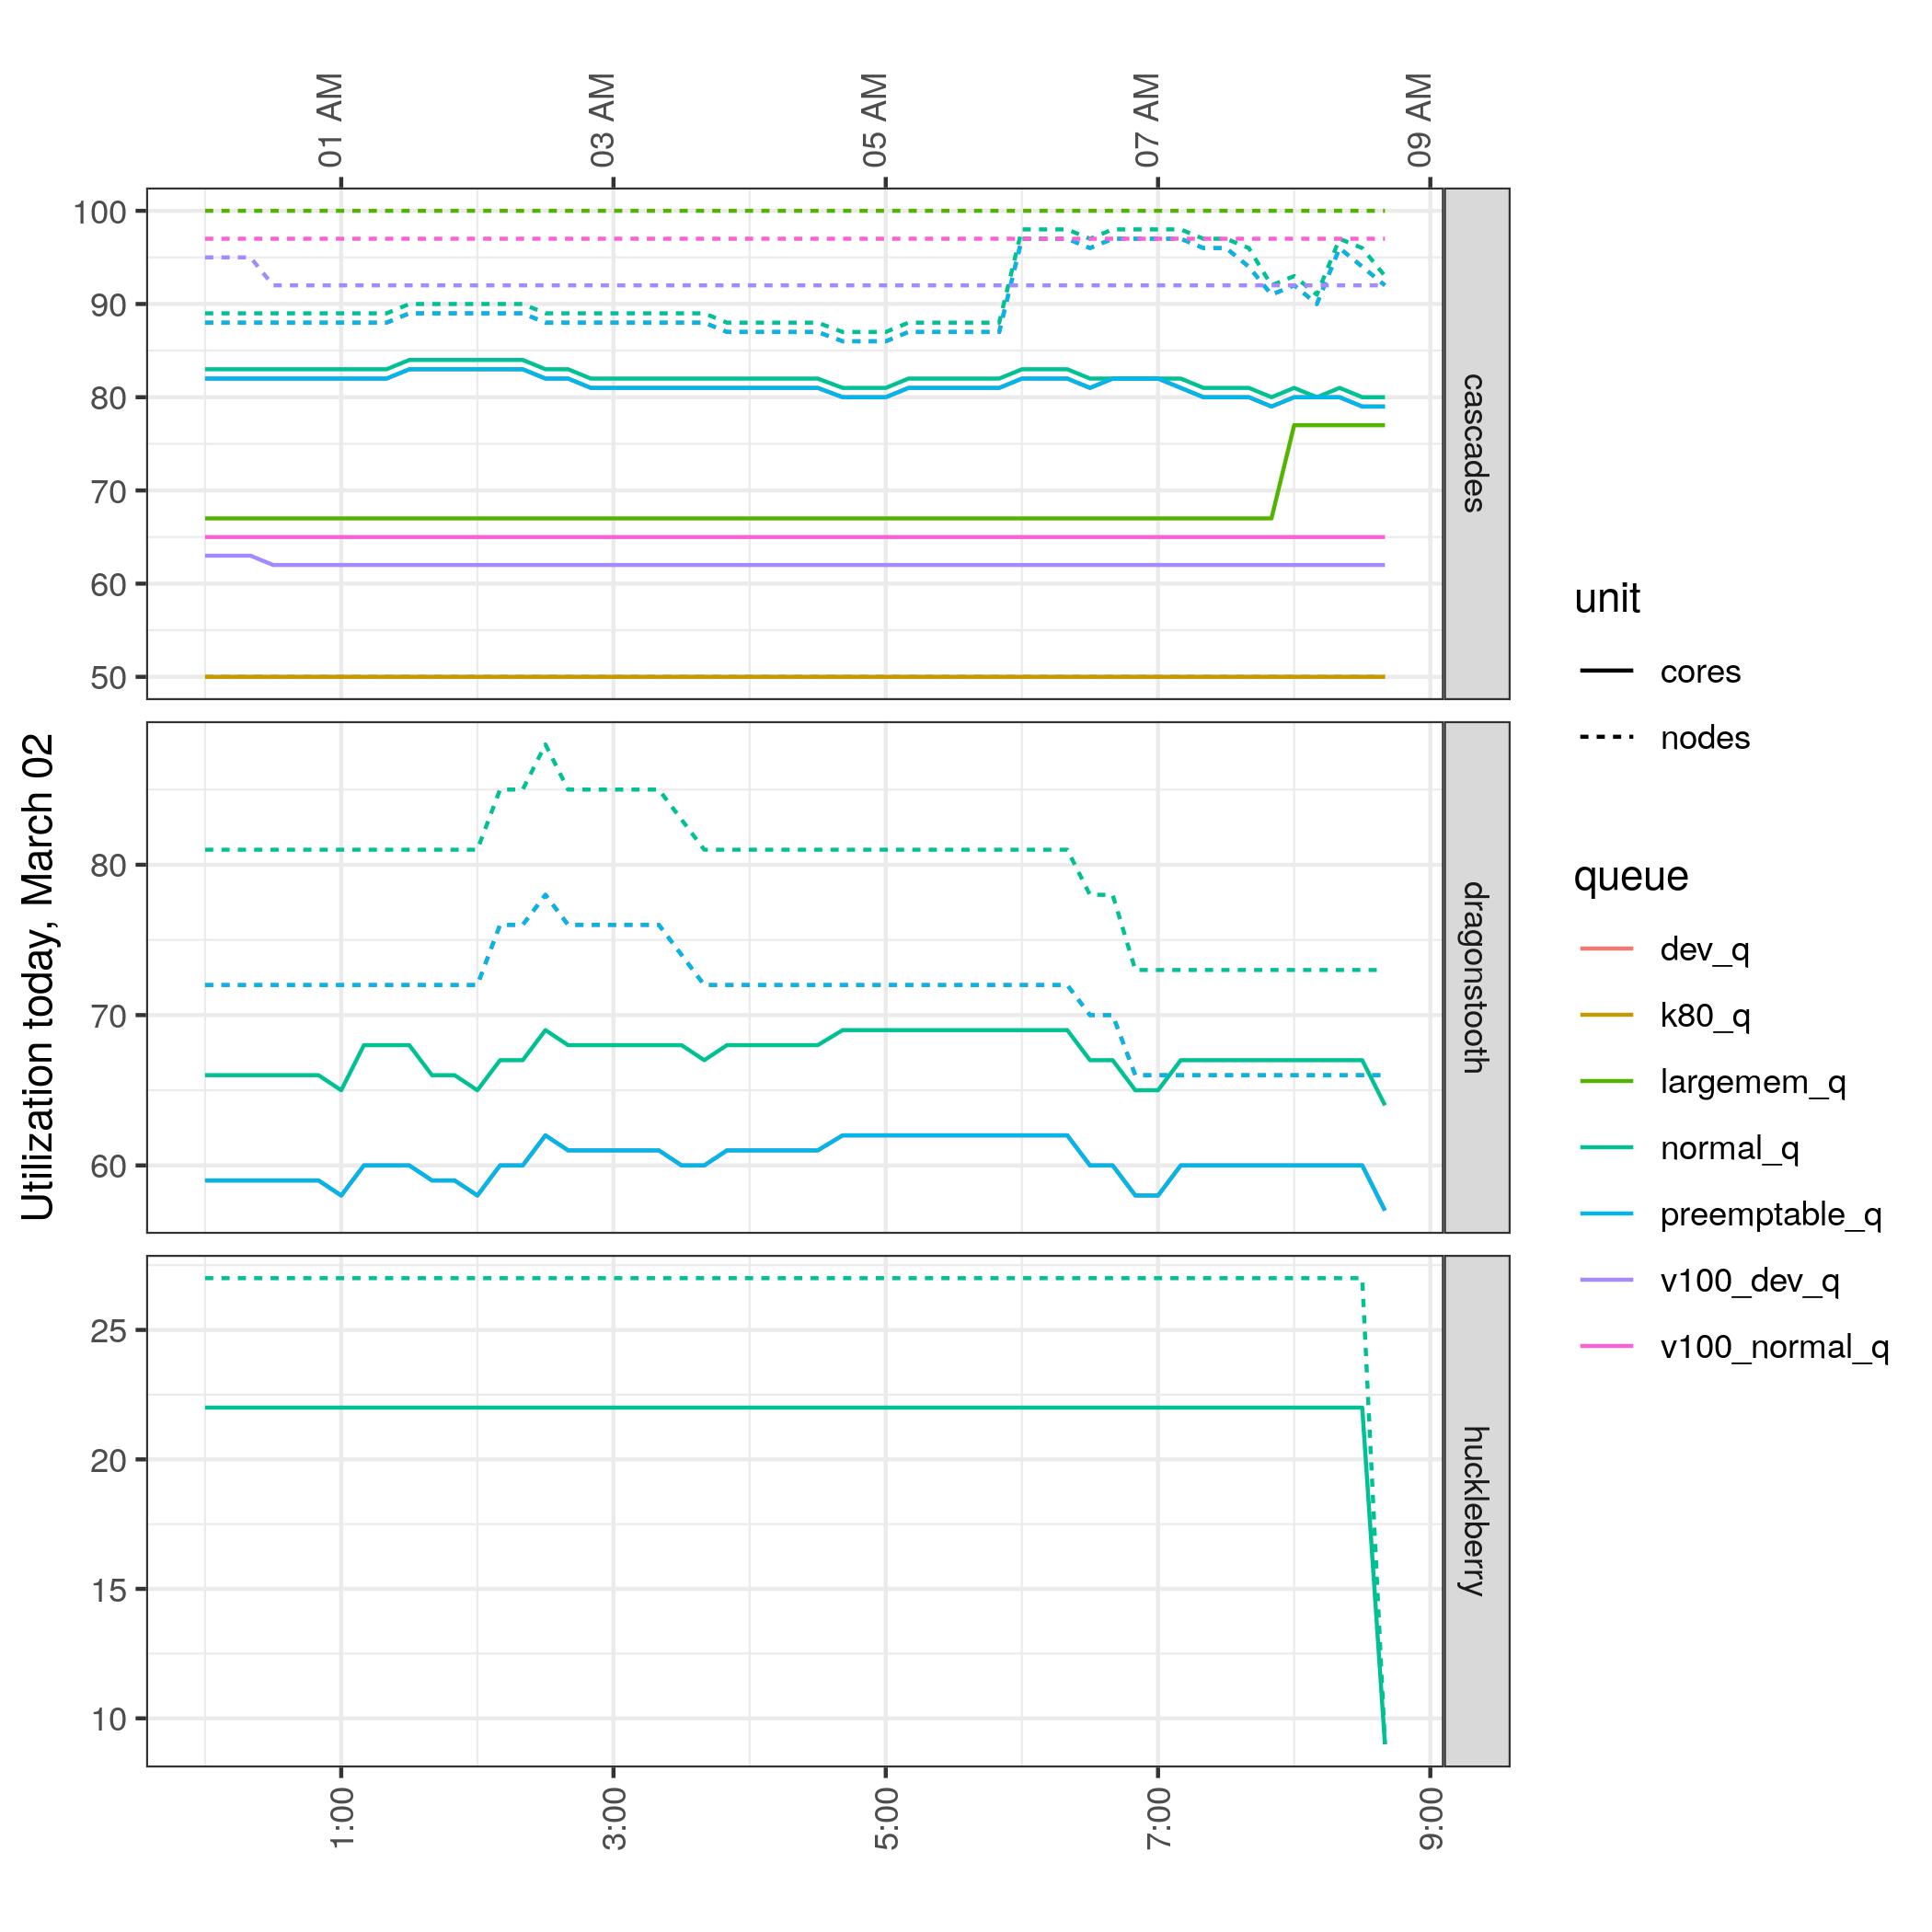 01 AM
03 AM
05 AM
07 AM
09 AM
Utilization today, March 02
100
90
80
70
60
50
cascades
80
70
60
dragonstooth
25
20
15
10
huckleberry
1:00
3:00
5:00
7:00
9:00
unit
cores
nodes
queue
dev_q
k80_q
largemem_q
normal_q
preemptable_q
v100_dev_q
v100_normal_q